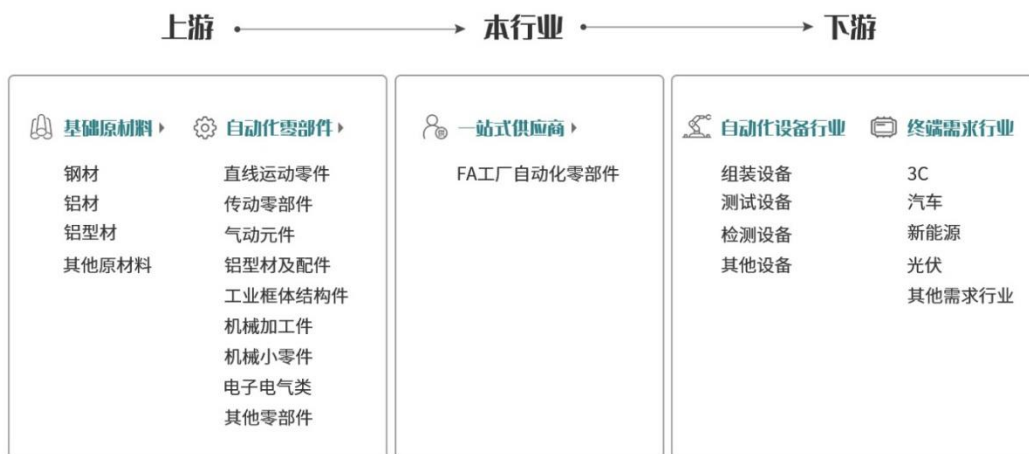 上游
本行业
下游
基础原材料
钢材
铝材
铝型材
其他原材料
自动化零部件
直线运动零件
传动零部件
气动元件
铝型材及配件
工业框体结构件
机械加工件
机械小零件
电子电气类
其他零部件
一站式供应商
FA工厂自动化零部件
自动化设备行业
组装设备
测试设备
检测设备
其他设备
终端需求行业
3C
汽车
新能源
光伏
其他需求行业